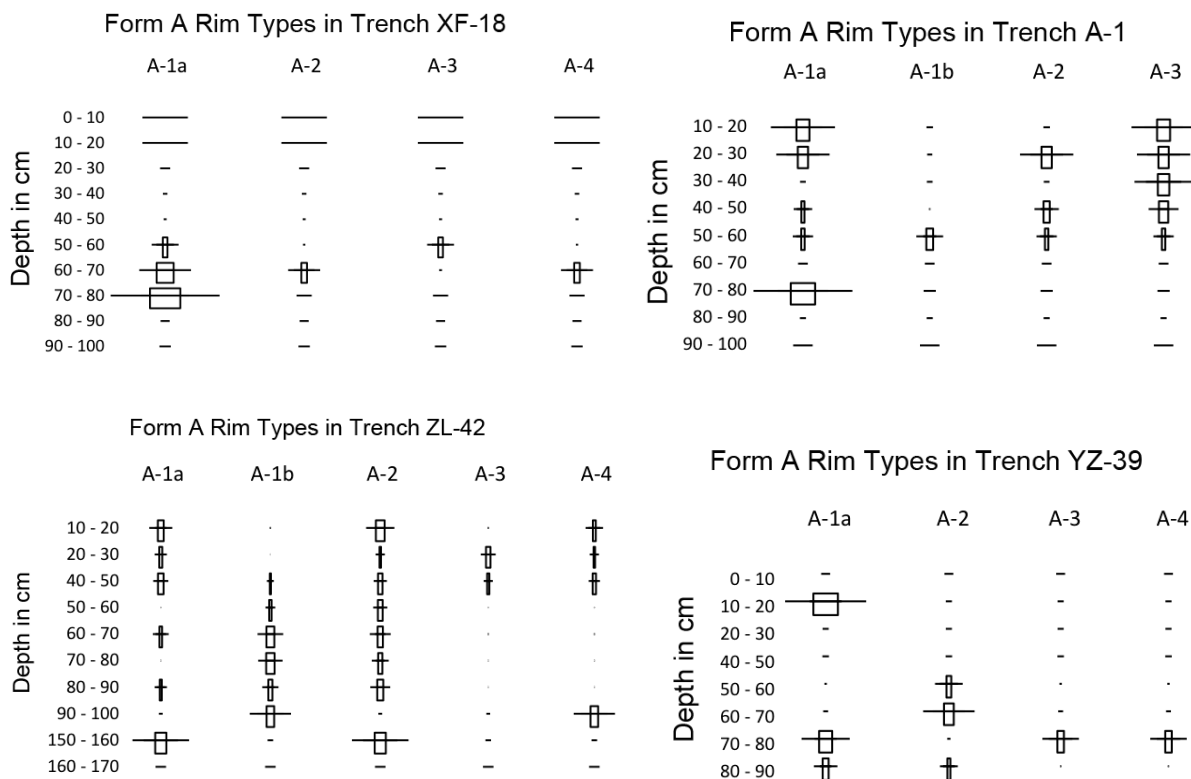 Form A Rim Types in Trench XF-18
A-1a A-2 A-3 A-4
Depth in cm
0 - 10
10 - 20
20 - 30
30 - 40
40 - 50
50 - 60
60 - 70
70 - 80
80 - 90
90 - 100
Form A Rim Types in Trench A-1
A-1a A-1b A-2 A-3
Depth in cm
10 - 20
20 - 30
30 - 40
40 - 50
50 - 60
60 - 70
70 - 80
80 - 90
90 - 100
Form A Rim Types in Trench ZL-42
A-1a A-1b A-2 A-3 A-4
Depth in cm
10 - 20
20 - 30
40 - 50
50 - 60
60 - 70
70 - 80
80 - 90
90 - 100
150 - 160
160 - 170
Form A Rim Types in Trench YZ-39
A-1a A-2 A-3 A-4
Depth in cm
0 - 10
10 - 20
20 - 30
40 - 50
50 - 60
60 - 70
70 - 80
80 - 90